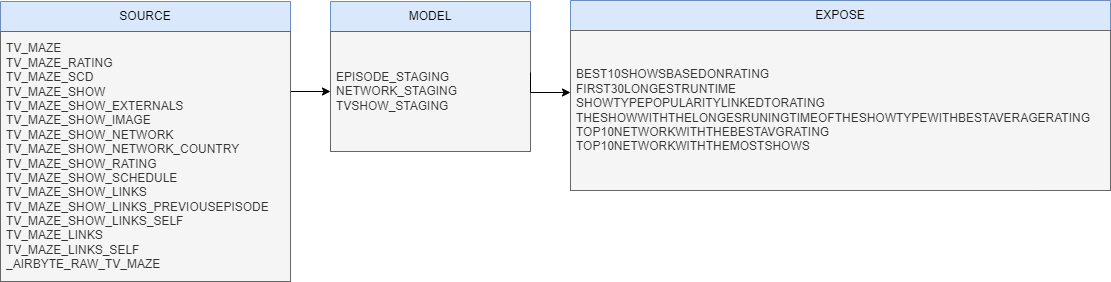 SOURCE
TV_MAZE
TV_MAZE_RATING
TV_MAZE_SCD
TV_MAZE_SHOW
TV_MAZE_SHOW_EXTERNALS
TV_MAZE_SHOW_IMAGE
TV_MAZE_SHOW_NETWORK
TV_MAZE_SHOW_NETWORK_COUNTRY
TV_MAZE_SHOW_RATING
TV_MAZE_SHOW_SCHEDULE
TV_MAZE_SHOW_LINKS
TV_MAZE_SHOW_LINKS_PREVIOUSEPISODE
TV_MAZE_SHOW_LINKS_SELF
TV_MAZE_LINKS
TV_MAZE_LINKS_SELF
_AIRBYTE_RAW_TV_MAZE
MODEL
EPISODE_STAGING
NETWORK_STAGING
TVSHOW_STAGING
EXPOSE
BEST10SHOWSBASEDONRATING
FIRST30LONGESTRUNTIME
SHOWTYPEPOPULARITYLINKEDTORATING
THESHOWWITHTHELONGESRUNINGTIMEOFTHESHOWTYPEWITHBESTAVERAGERATING
TOP10NETWORKWITHTHEBESTAVGRATING
TOP10NETWORKWITHTHEMOSTSHOWS